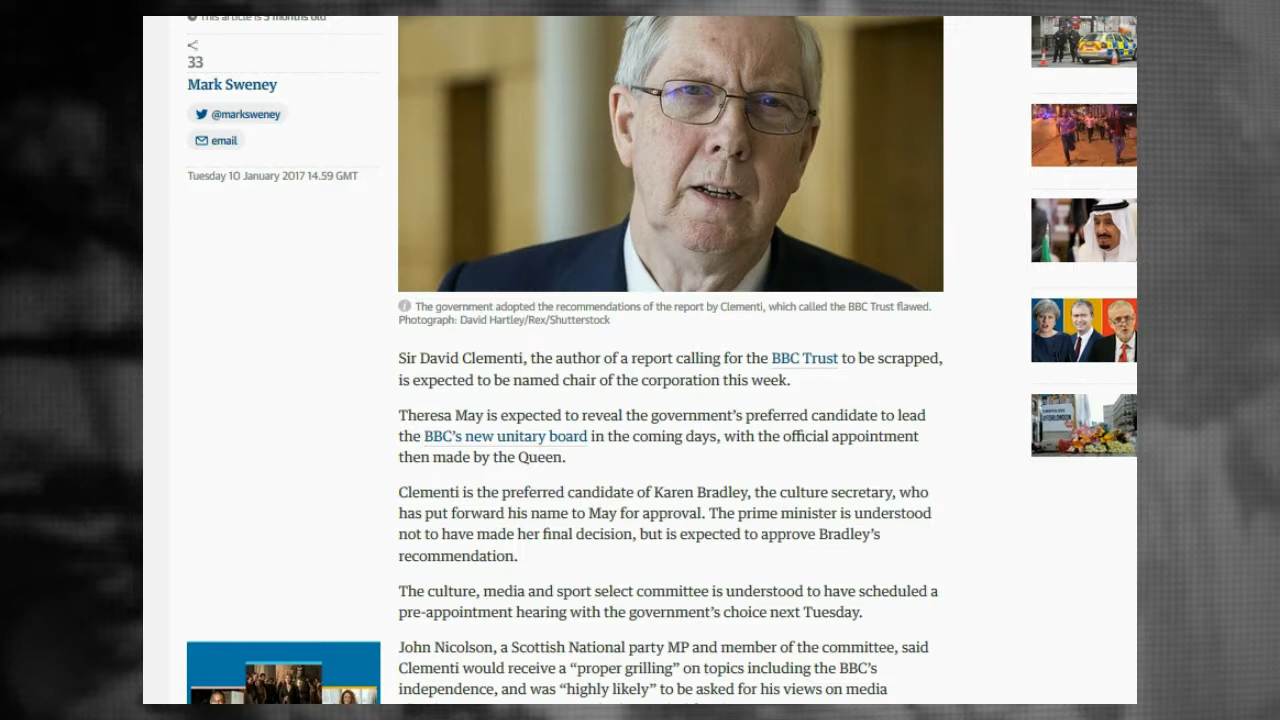 This article is 5 months old
33
Mark Sweney
@marksweney
email
Tuesday 10 January 2017 14.59 GMT
The government adopted the recommendations of the report by Clementi, which called the BBC Trust flawed.
Photograph: David Hartley/Rex/Shutterstock
Sir David Clementi, the author of a report calling for the BBC Trust to be scrapped,
is expected to be named chair of the corporation this week.
Theresa May is expected to reveal the government’s preferred candidate to lead
the BBC’s new unitary board in the coming days, with the official appointment
then made by the Queen.
Clementi is the preferred candidate of Karen Bradley, the culture secretary, who
has put forward his name to May for approval. The prime minister is understood
not to have made her final decision, but is expected to approve Bradley’s
recommendation.
The culture, media and sport select committee is understood to have scheduled a
pre-appointment hearing with the government’s choice next Tuesday.
John Nicolson, a Scottish National party MP and member of the committee, said
Clementi would receive a “proper grilling” on topics including the BBC’s
independence, and was “highly likely” to be asked for his views on media